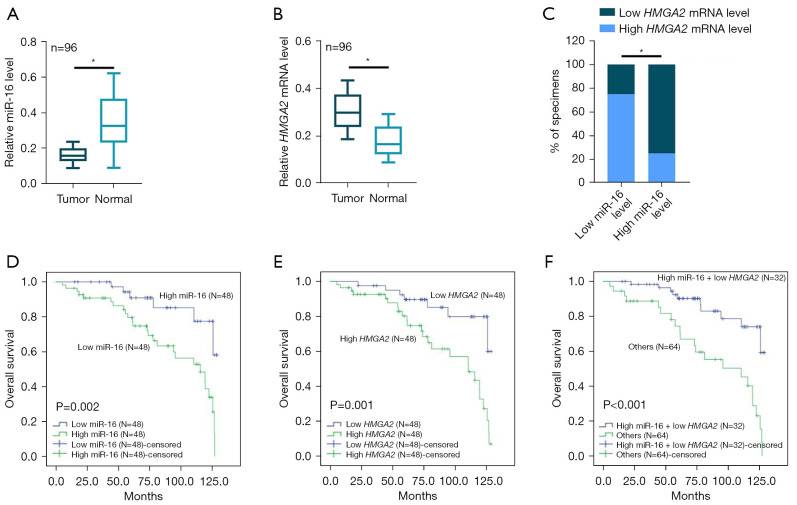 A
n=96
*
Relative miR-16 level
0.8
0.6
0.4
0.2
0.0
Tumor Normal
B
n=96
*
Relative HMGA2 mRNA level
0.6
0.4
0.2
0.0
Tumor Normal
C
Low HMGA2 mRNA level
High HMGA2 mRNA level
*
% of specimens
120
100
80
60
40
20
0
Low miR-16
level
High miR-16
level
D
Overall survival
1.0
0.8
0.6
0.4
0.2
0.0
High miR-16 (N=48)
Low miR-16 (N=48)
P=0.002
Low miR-16 (N=48)
High miR-16 (N=48)
Low miR-16 (N=48)-censored
High miR-16 (N=48)-censored
0.0 25.0 50.0 75.0 100.0 125.0
Months
E
Overall survival
1.0
0.8
0.6
0.4
0.2
0.0
Low HMGA2 (N=48)
High HMGA2 (N=48)
P=0.001
Low HMGA2 (N=48)
High HMGA2 (N=48)
Low HMGA2 (N=48)-censored
High HMGA2 (N=48)-censored
0.0 25.0 50.0 75.0 100.0 125.0
Months
F
Overall survival
1.0
0.8
0.6
0.4
0.2
0.0
High miR-16 + low HMGA2 (N=32)
Others (N=64)
P<0.001
High miR-16 + low HMGA2 (N=32)
Others (N=64)
High miR-16 + low HMGA2 (N=32)-censored
Others (N=64)-censored
0.0 25.0 50.0 75.0 100.0 125.0
Months